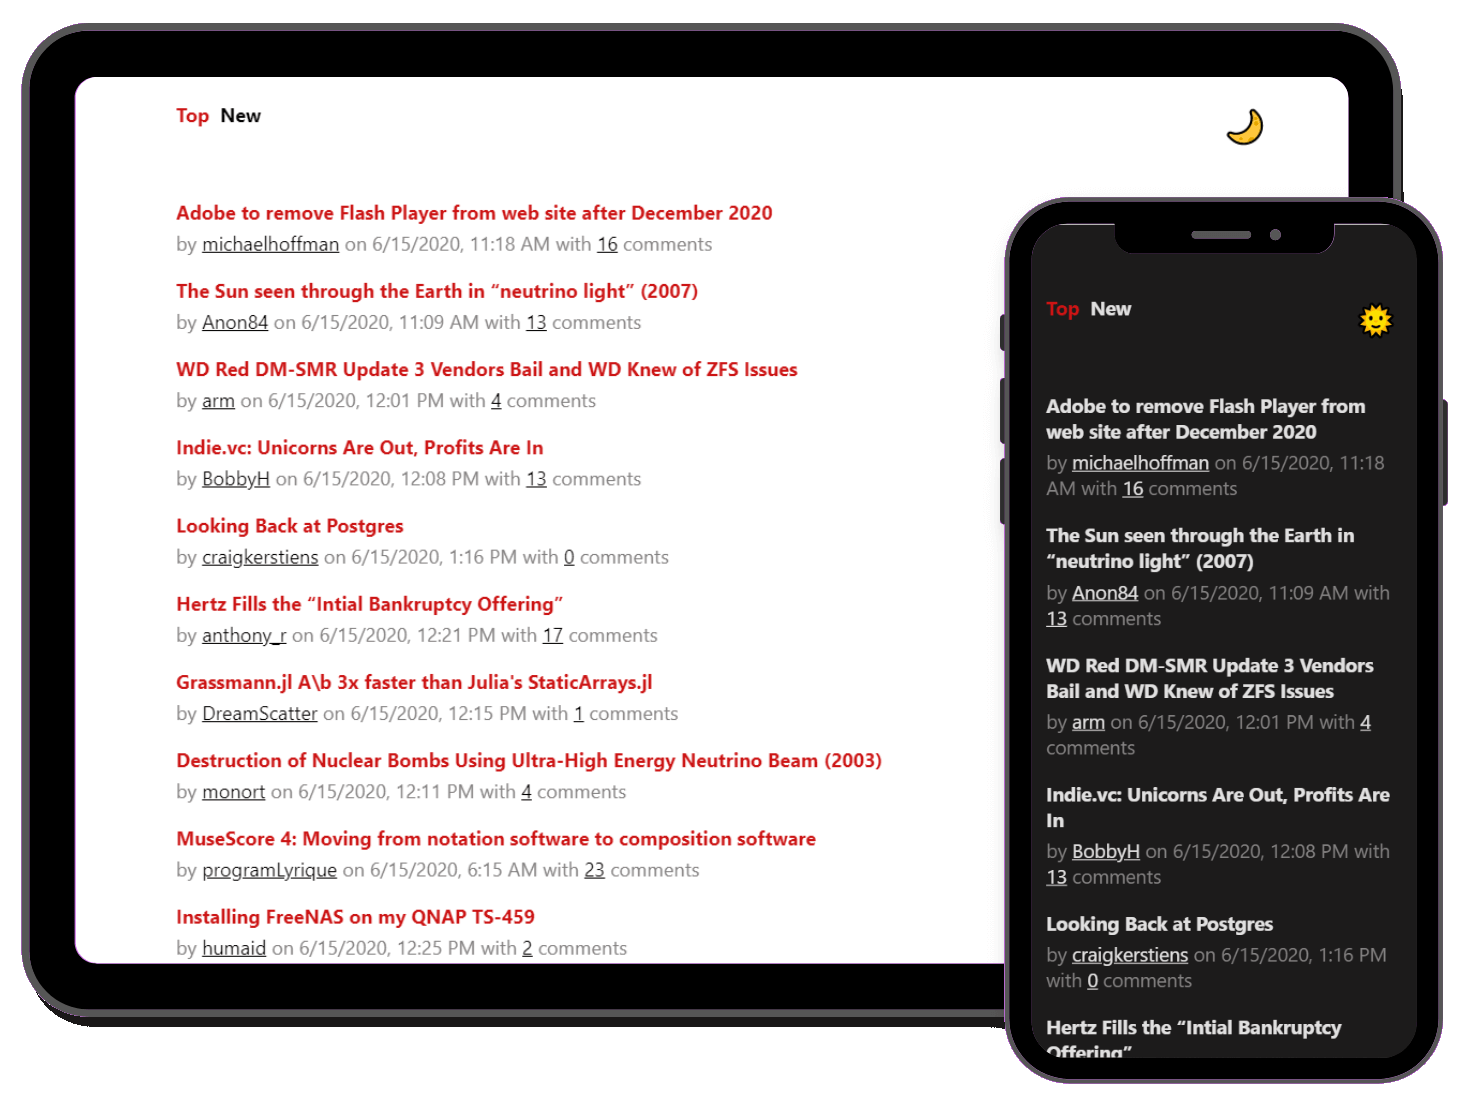 Top New
Adobe to remove Flash Player from web site after December 2020
by michaelhoffman on 6/15/2020, 11:18 AM with 16 comments
The Sun seen through the Earth in “neutrino light” (2007)
by Anon84 on 6/15/2020, 11:09 AM with 13 comments
WD Red DM-SMR Update 3 Vendors Bail and WD Knew of ZFS Issues
by arm on 6/15/2020, 12:01 PM with 4 comments
Indie.vc: Unicorns Are Out, Profits Are In
by BobbyH on 6/15/2020, 12:08 PM with 13 comments
Looking Back at Postgres
by craigkerstiens on 6/15/2020, 1:16 PM with 0 comments
Hertz Fills the “Intial Bankruptcy Offering”
by anthony_r on 6/15/2020, 12:21 PM with 17 comments
Grassmann.jl A\b 3x faster than Julia's StaticArrays.jl
by DreamScatter on 6/15/2020, 12:15 PM with 1 comments
Destruction of Nuclear Bombs Using Ultra-High Energy Neutrino Beam (2003)
by monort on 6/15/2020, 12:11 PM with 4 comments
MuseScore 4: Moving from notation software to composition software
by programLyrique on 6/15/2020, 6:15 AM with 23 comments
Installing FreeNAS on my QNAP TS-459
by humaid on 6/15/2020, 12:25 PM with 2 comments
Top New
Adobe to remove Flash Player from
web site after December 2020
by michaelhoffman on 6/15/2020, 11:18
AM with 16 comments
The Sun seen through the Earth in
“neutrino light” (2007)
by Anon84 on 6/15/2020, 11:09 AM with
13 comments
WD Red DM-SMR Update 3 Vendors
Bail and WD Knew of ZFS Issues
by arm on 6/15/2020, 12:01 PM with 4
comments
Indie.vc: Unicorns Are Out, Profits Are
In
by BobbyH on 6/15/2020, 12:08 PM with
13 comments
Looking Back at Postgres
by craigkerstiens on 6/15/2020, 1:16 PM
with 0 comments
Hertz Fills the “Intial Bankruptcy
Offering”